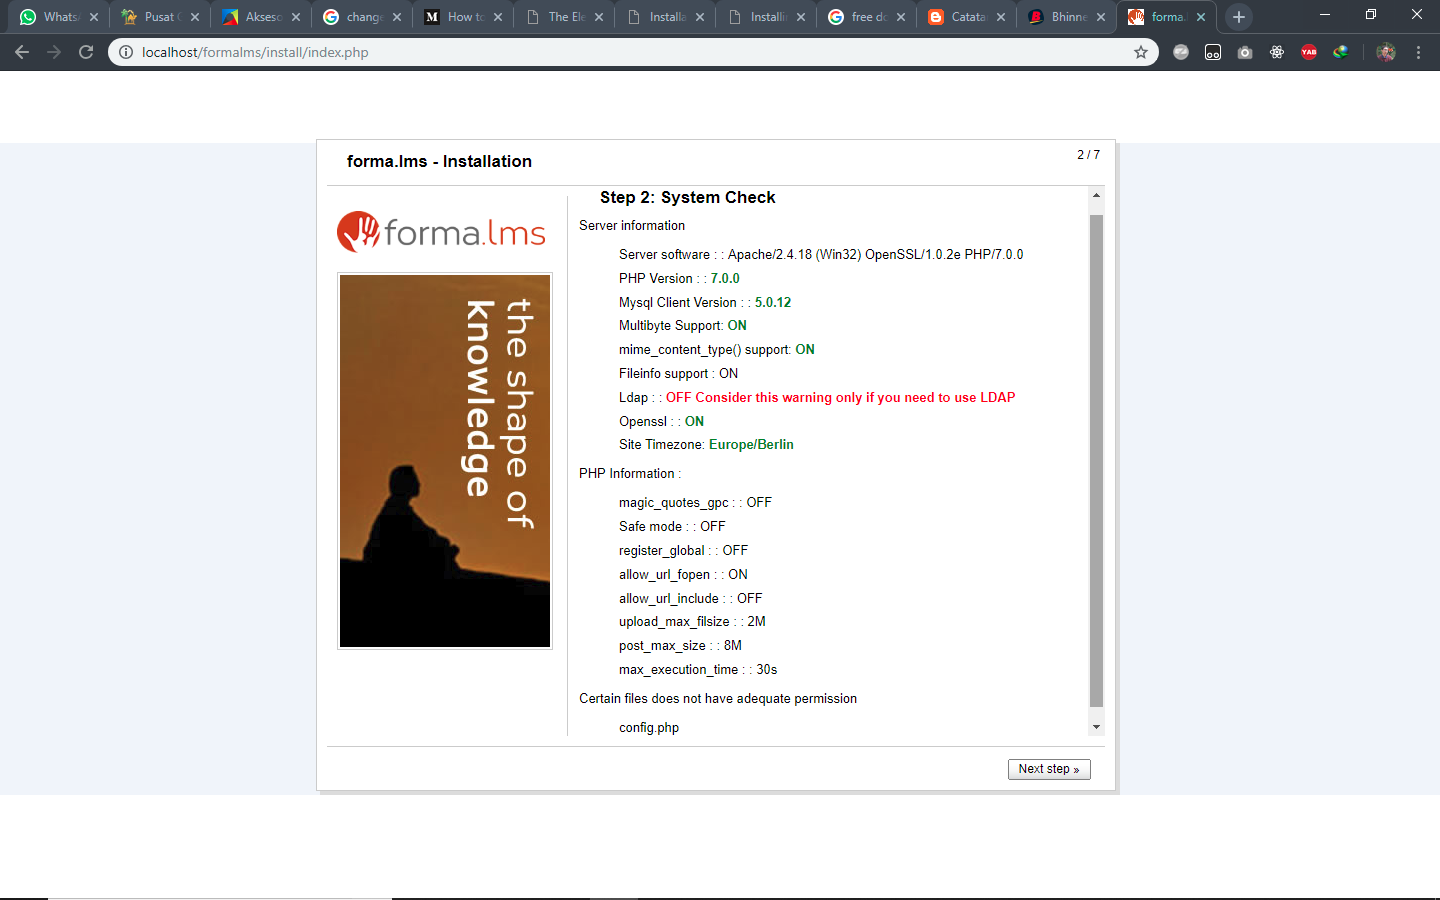 Whats
Pusat
Akseso
change
How to
The Ele
Installa
Installin
free do
Catatan
Bhinne
forma.
localhost/formalms/install/index.php
YAB
forma.lms - Installation
2 / 7
forma.lms
the shape of
knowledge
Step 2: System Check
Server information
Server software : : Apache/2.4.18 (Win32) OpenSSL/1.0.2e PHP/7.0.0
PHP Version : : 7.0.0
Mysql Client Version : : 5.0.12
Multibyte Support: ON
mime_content_type() support: ON
Fileinfo support : ON
Ldap : : OFF Consider this warning only if you need to use LDAP
Openssl : : ON
Site Timezone: Europe/Berlin
PHP Information :
magic_quotes_gpc : : OFF
Safe mode : : OFF
register_global : : OFF
allow_url_fopen : : ON
allow_url_include : : OFF
upload_max_filsize : : 2M
post_max_size : : 8M
max_execution_time : : 30s
Certain files does not have adequate permission
config.php
Next step »